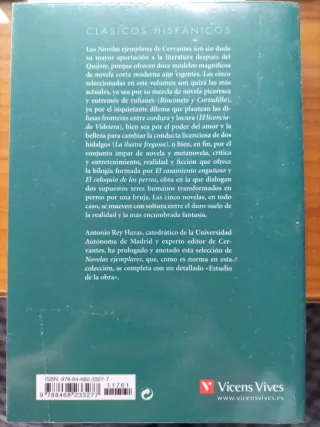 CLÁSICOS HISPÁNICOS
Las Novelas ejemplares de Cervantes son sin duda
su mayor aportación a la literatura después del
Quijote, porque ofrecen doce modelos magníficos
de novela corta moderna aún vigentes. Las cinco
seleccionadas en este volumen son quizá las más
actuales, ya sea por su mezcla de novela picaresca
y entremés de rufianes (Rinconete y Cortadillo),
ya por el inquietante dilema que plantean las di-
fusas fronteras entre cordura y locura (El licencia-
do Vidriera), bien sea por el poder del amor y la
belleza para cambiar la conducta licenciosa de dos
hidalgos (La ilustre fregona), o bien, en fin, por el
conjunto impar de novela y metanovela, crítica
y entretenimiento, realidad y ficción que ofrece
la bilogía formada por El casamiento engañoso y
El coloquio de los perros, obra en la que dialogan
dos supuestos seres humanos transformados en
perros por una bruja. Las cinco novelas, en todo
caso, se mueven con soltura entre el duro suelo de
la realidad y la más encumbrada fantasía.
Antonio Rey Hazas, catedrático de la Universidad
Autónoma de Madrid y experto editor de Cer-
vantes, ha prologado y anotado esta selección de
Novelas ejemplares, que, como es norma en esta
colección, se completa con su detallado «Estudio
de la obra».
ISBN: 978-84-682-3327-7
11761
9 788468 233277
Vicens Vives
www.vicensvives.es